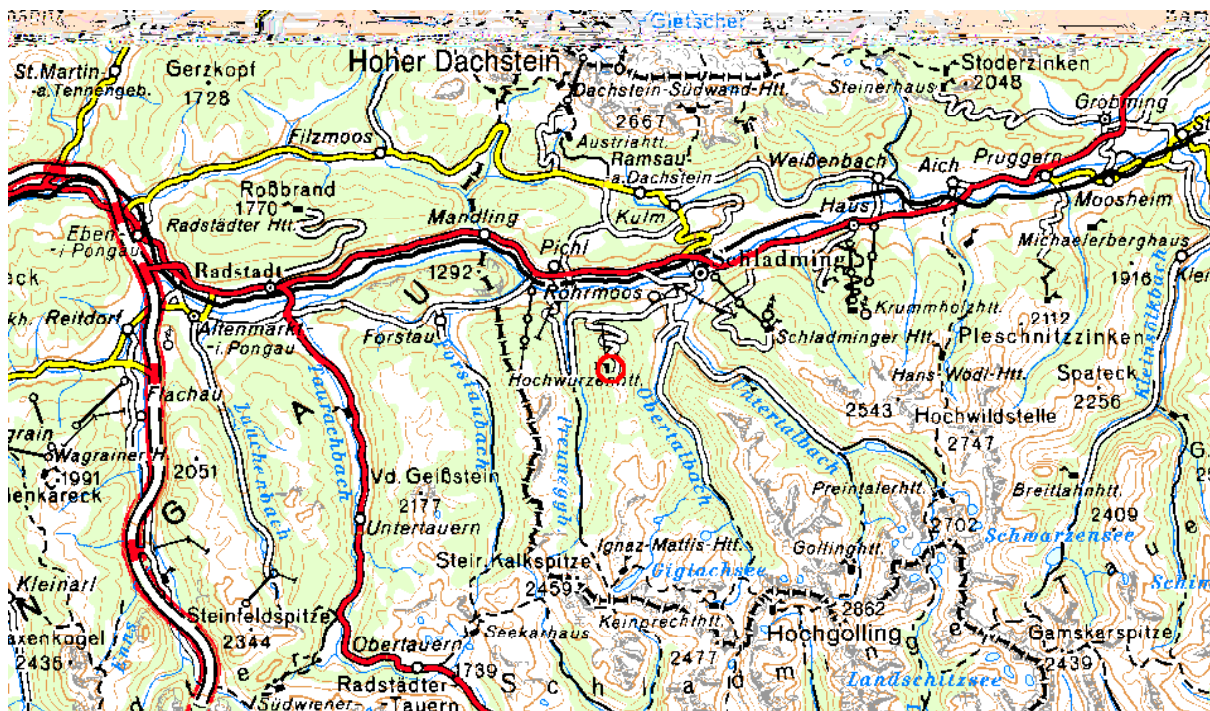 Gletscher
Hoher Dachstein
Stoderzinken
2048
St.Martin-
-a.Tennengeb.
Gerzkopf
1728
Dachstein-Südwand-Htt.
Steinerhaus
Gröbming
2667
Filzmoos
Austriahtt.
Ramsau-
-a.Dachstein
Weißenbach
Aich
Pruggern
Roßbrand
1770
Radstädter Htt.
Mandling
Kulm
Haus
Moosheim
Eben-
-i.Pongau
Pichl
Schladming
Michaelerberghaus
Radstadt
1292
U
Rohrmoos
1916
Krummholzhtt.
2112
Reitdorf
Altenmarkt-
-i.Pongau
Forstau
Schladminger Htt.
Pleschnitzzinken
Kleinsölkbach
Forstaubach
Hochwurzenhtt.
Hans-Wödl-Htt.
Spateck
2256
Flachau
A
Taurachbach
Obertalbach
Untertalbach
2543
Hochwildstelle
2747
Wagrainer H.
1991
2051
Vd.Geißstein
2177
Preintalerhtt.
Breitlahnhtt.
2409
G
Untertauern
2702
Schwarzensee
Ignaz-Mattis-Htt.
Gollinghtt.
Steir.Kalkspitze
2459
Giglachsee
Kleinarl
N
Steinfeldspitze
2344
Keinprechthtt.
2862
Hochgolling
Obertauern
Seekarhaus
Gamskarspitze
2439
2436
Enns
2477
1739
Radstädter-
-Tauern
Schladminger
Landschitzsee
Südwiener-